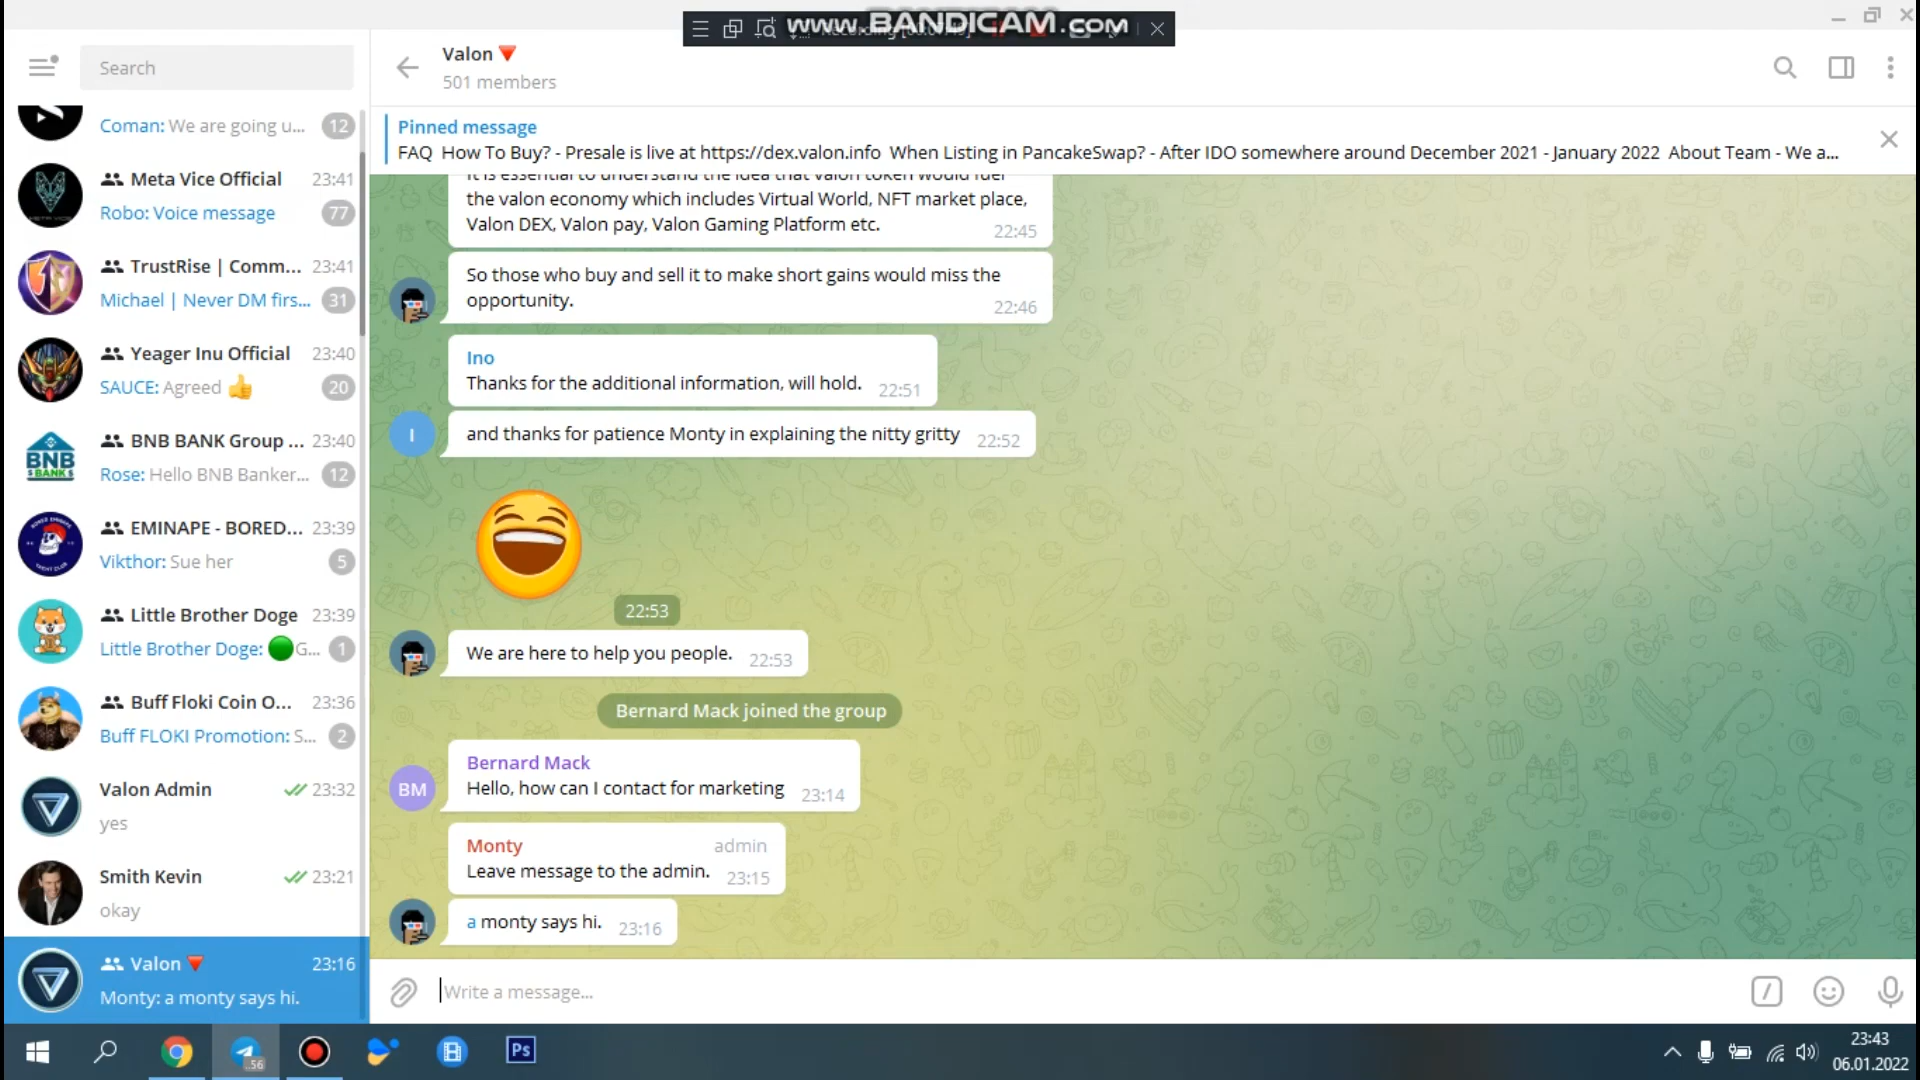 www.BANDICAM.com
Search
Coman: We are going u... 12
Meta Vice Official 23:41
Robo: Voice message 77
TrustRise | Comm... 23:41
Michael | Never DM firs... 31
Yeager Inu Official 23:40
SAUCE: Agreed 👍 20
BNB BANK Group ... 23:40
Rose: Hello BNB Banker... 12
EMINAPE - BORED... 23:39
Vikthor: Sue her 5
Little Brother Doge 23:39
Little Brother Doge: 🟢G... 1
Buff Floki Coin O... 23:36
Buff FLOKI Promotion: S... 2
Valon Admin 23:32
yes
Smith Kevin 23:21
okay
Valon🔻 23:16
Monty: a monty says hi.
BNB
BANK
Valon🔻
501 members
Pinned message
FAQ How To Buy? - Presale is live at https://dex.valon.info When Listing in PancakeSwap? - After IDO somewhere around December 2021 - January 2022 About Team - We a...
It is essential to understand the idea that valon token would fuel
the valon economy which includes Virtual World, NFT market place,
Valon DEX, Valon pay, Valon Gaming Platform etc. 22:45
So those who buy and sell it to make short gains would miss the
opportunity. 22:46
Ino
Thanks for the additional information, will hold. 22:51
I
and thanks for patience Monty in explaining the nitty gritty 22:52
22:53
We are here to help you people. 22:53
Bernard Mack joined the group
Bernard Mack
BM
Hello, how can I contact for marketing 23:14
Monty admin
Leave message to the admin. 23:15
a monty says hi. 23:16
Write a message...
56
Ps
23:43
06.01.2022